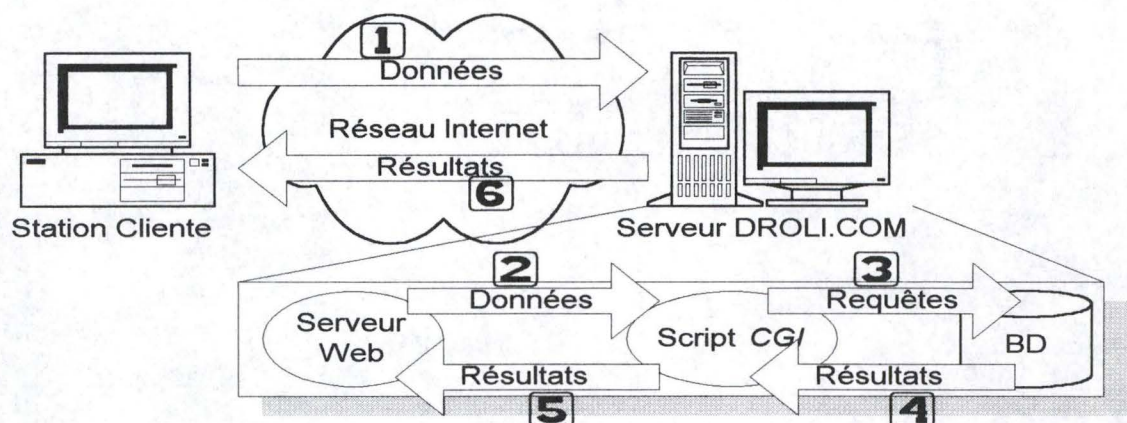 1
Données
Réseau Internet
Résultats
6
Station Cliente
Serveur DROLI.COM
2
Données
3
Requêtes
Serveur
Web
Script CGI
BD
Résultats
5
Résultats
4